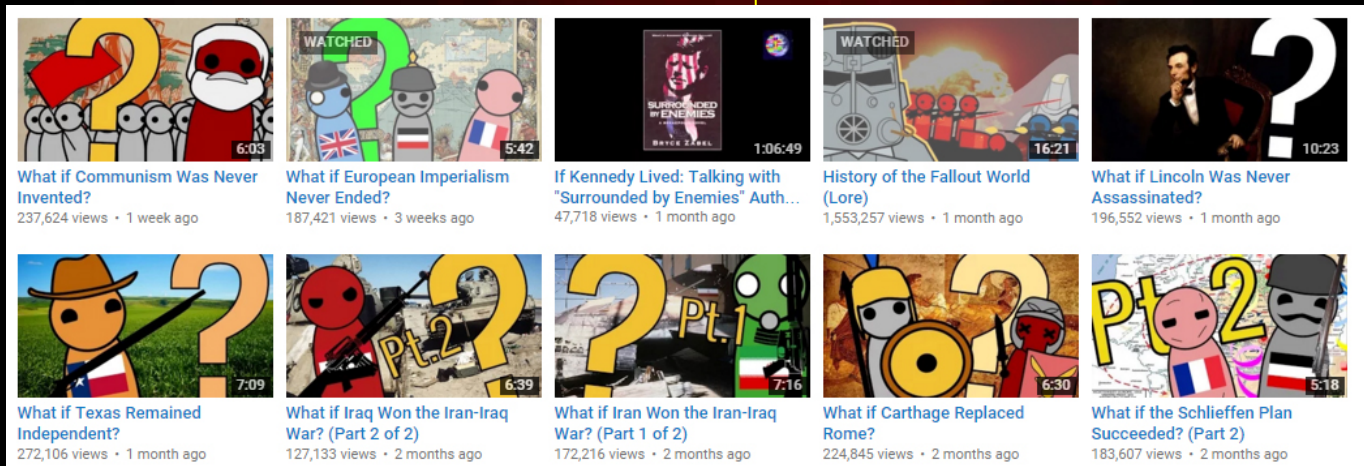 WATCHED
WATCHED
SURROUNDED
BY ENEMIES
BRYCE ZABEL
6:03
5:42
1:06:49
16:21
10:23
What if Communism Was Never
Invented?
237,624 views • 1 week ago
What if European Imperialism
Never Ended?
187,421 views • 3 weeks ago
If Kennedy Lived: Talking with
"Surrounded by Enemies" Auth...
47,718 views • 1 month ago
History of the Fallout World
(Lore)
1,553,257 views • 1 month ago
What if Lincoln Was Never
Assassinated?
196,552 views • 1 month ago
Pt.2
Pt.1
Pt 2
7:09
6:39
7:16
6:30
5:18
What if Texas Remained
Independent?
272,106 views • 1 month ago
What if Iraq Won the Iran-Iraq
War? (Part 2 of 2)
127,133 views • 2 months ago
What if Iran Won the Iran-Iraq
War? (Part 1 of 2)
172,216 views • 2 months ago
What if Carthage Replaced
Rome?
224,845 views • 2 months ago
What if the Schlieffen Plan
Succeeded? (Part 2)
183,607 views • 2 months ago